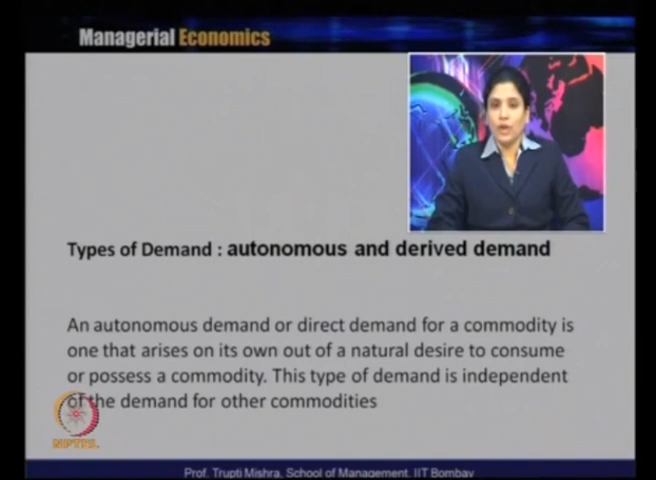 Managerial Economics
Types of Demand : autonomous and derived demand
An autonomous demand or direct demand for a commodity is
one that arises on its own out of a natural desire to consume
or possess a commodity. This type of demand is independent
of the demand for other commodities
NPTEL
Prof. Trupti Mishra, School of Management, IIT Bombay